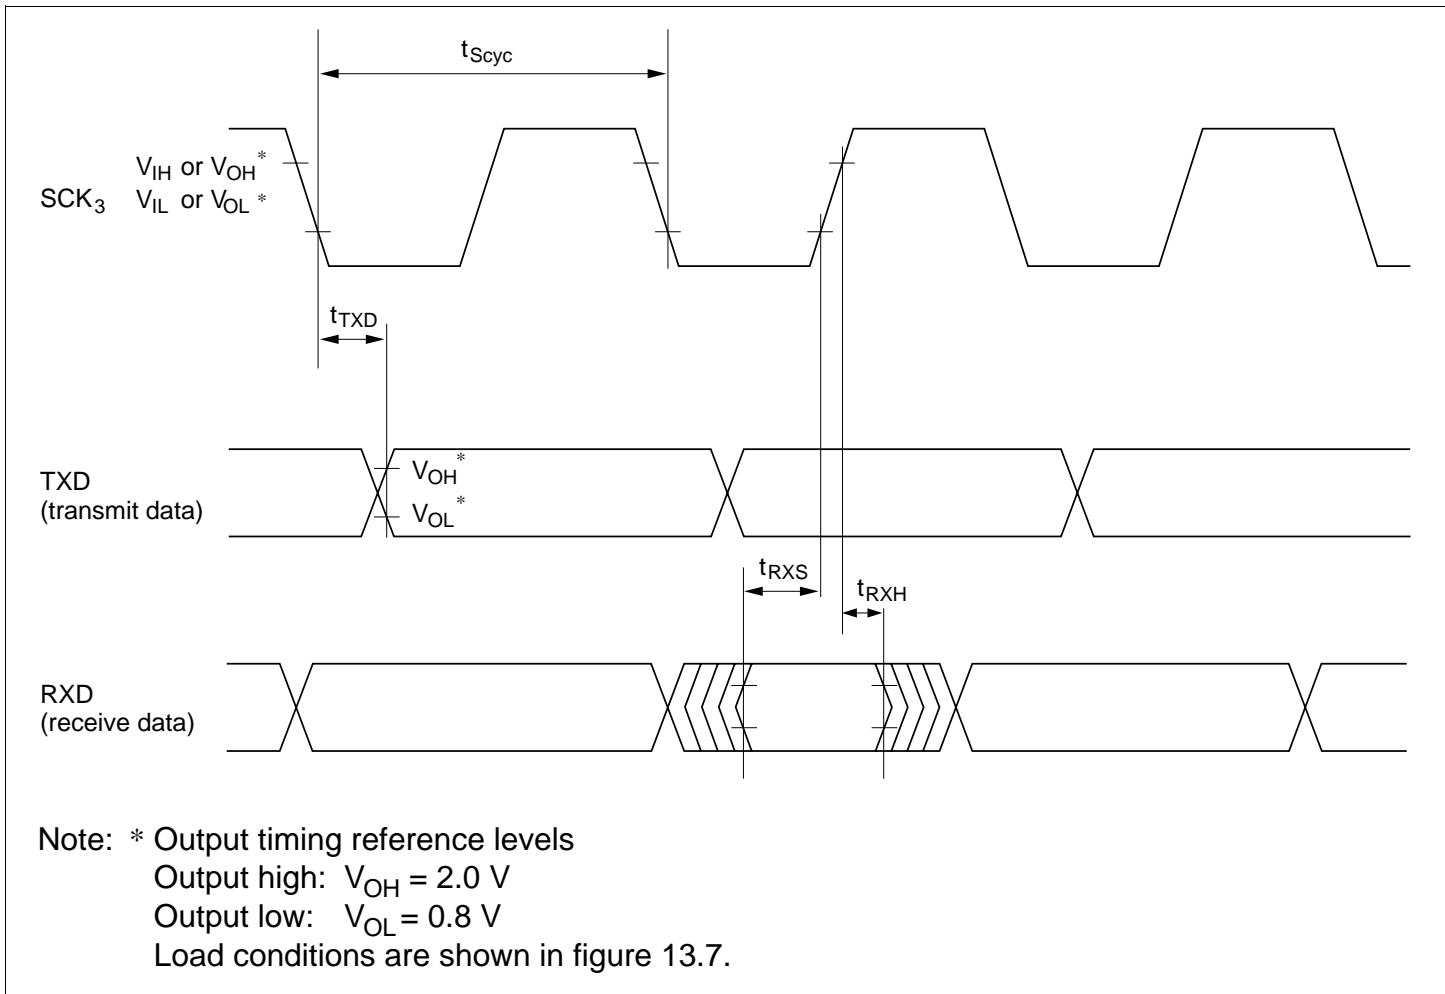 tScyc
VIH or VOH*
SCK3 VIL or VOL*
tTXD
TXD
(transmit data)
VOH*
VOL*
tRXS
tRXH
RXD
(receive data)
Note: * Output timing reference levels
Output high: VOH = 2.0 V
Output low: VOL = 0.8 V
Load conditions are shown in figure 13.7.